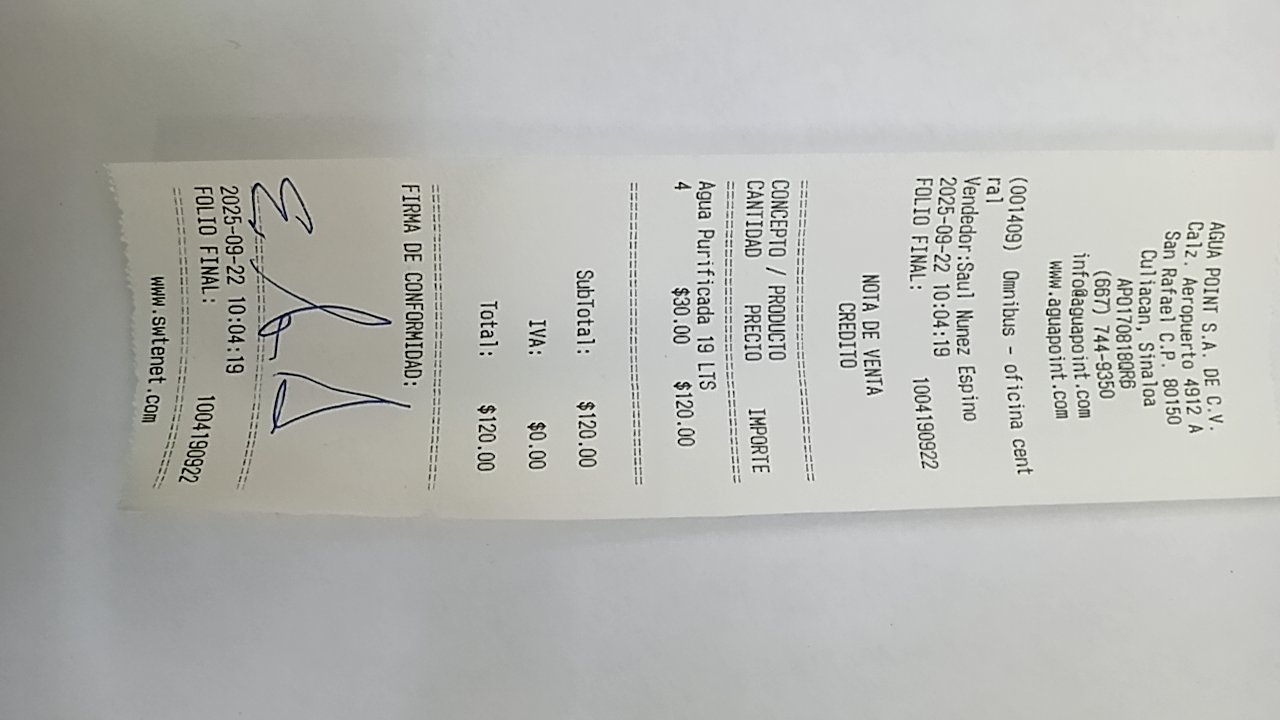 AGUA POINT S.A. DE C.V.
Calz. Aeropuerto 4912 A
San Rafael C.P. 80150
Culiacan, Sinaloa
APO170818QR6
(667) 744-9350
info@aguapoint.com
www.aguapoint.com
(001409) Omnibus - oficina cent
ral
Vendedor:Saul Nunez Espino
2025-09-22 10:04:19
FOLIO FINAL: 1004190922
NOTA DE VENTA
CREDITO
CONCEPTO / PRODUCTO
CANTIDAD PRECIO IMPORTE
Agua Purificada 19 LTS
4 $30.00 $120.00
SubTotal: $120.00
IVA: $0.00
Total: $120.00
FIRMA DE CONFORMIDAD:
2025-09-22 10:04:19
FOLIO FINAL: 1004190922
www.swtenet.com